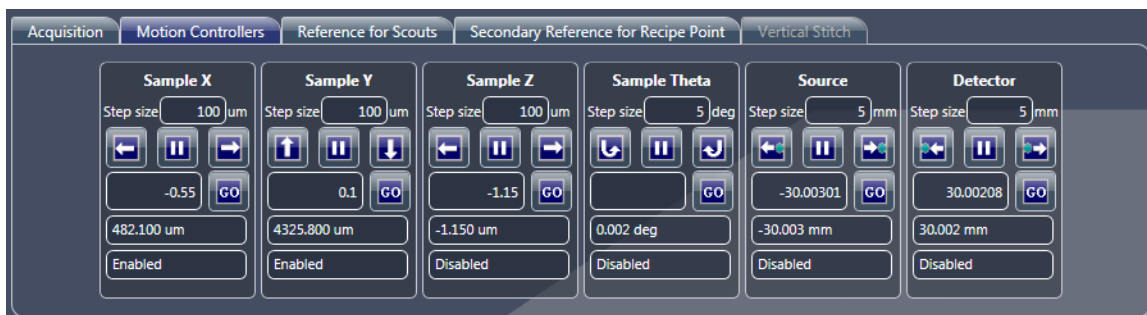 Acquisition Motion Controllers Reference for Scouts Secondary Reference for Recipe Point Vertical Stitch
Sample X Sample Y Sample Z Sample Theta Source Detector
Step size 100 um Step size 100 um Step size 100 um Step size 5 deg Step size 5 mm Step size 5 mm
-0.55 GO 0.1 GO -1.15 GO GO -30.00301 GO 30.00208 GO
482.100 um 4325.800 um -1.150 um 0.002 deg -30.003 mm 30.002 mm
Enabled Enabled Disabled Disabled Disabled Disabled